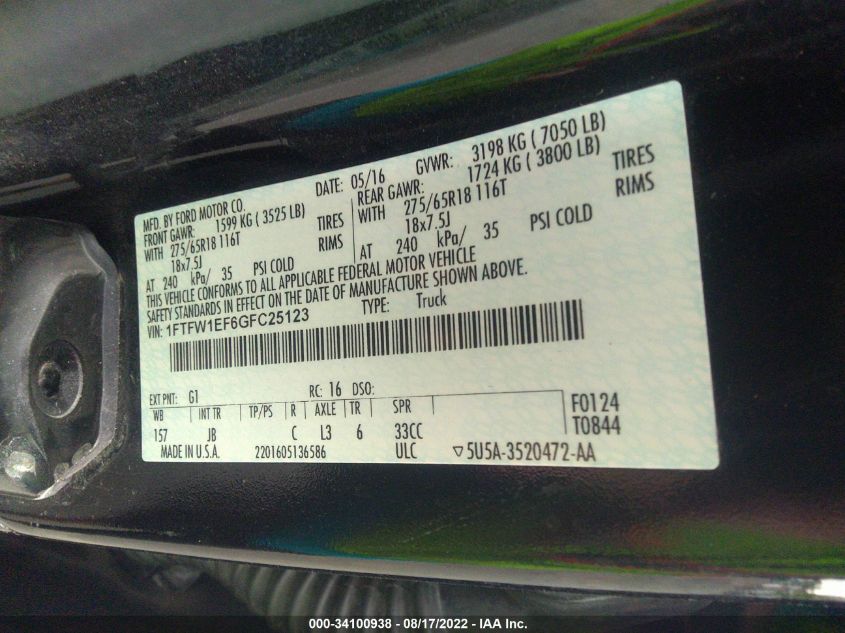 MFD. BY FORD MOTOR CO.
DATE: 05/16 GVWR: 3198 KG ( 7050 LB)
FRONT GAWR: 1599 KG ( 3525 LB) REAR GAWR: 1724 KG ( 3800 LB)
WITH 275/65R18 116T TIRES WITH 275/65R18 116T TIRES
18x7.5J RIMS 18x7.5J RIMS
AT 240 kPa/ 35 PSI COLD AT 240 kPa/ 35 PSI COLD
THIS VEHICLE CONFORMS TO ALL APPLICABLE FEDERAL MOTOR VEHICLE
SAFETY STANDARDS IN EFFECT ON THE DATE OF MANUFACTURE SHOWN ABOVE.
VIN: 1FTFW1EF6GFC25123 TYPE: Truck
EXT PNT: G1 RC: 16 DSO:
WB INT TR TP/PS R AXLE TR SPR F0124
157 JB C L3 6 33CC T0844
MADE IN U.S.A. 2201605136586 ULC ▽5U5A-3520472-AA
000-34100938 - 08/17/2022 - IAA Inc.